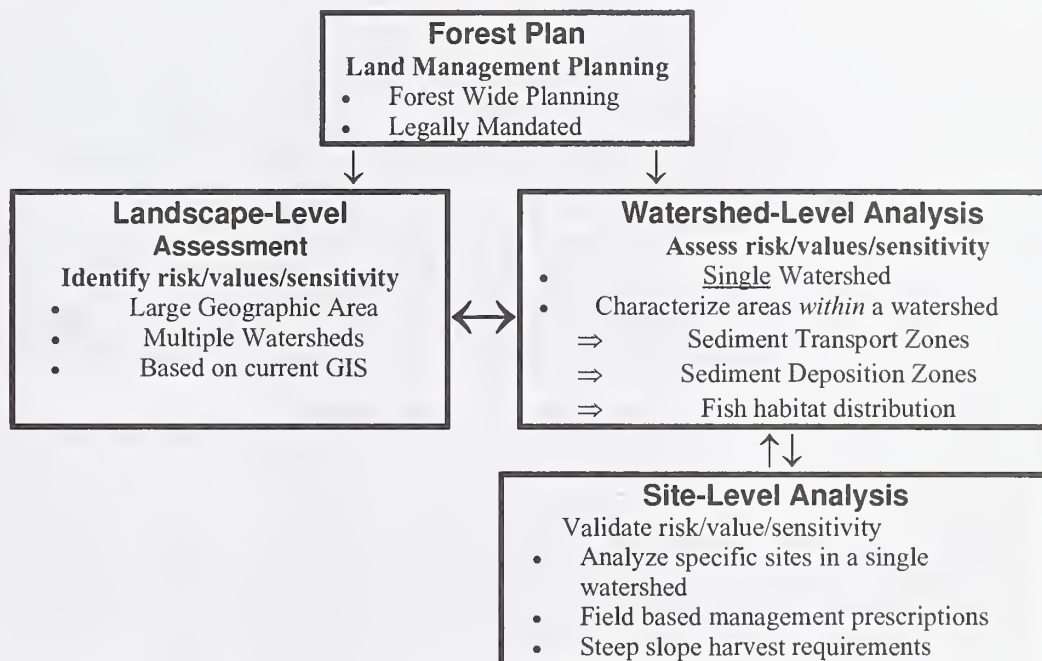 Forest Plan
Land Management Planning
• Forest Wide Planning
• Legally Mandated
↓ ↓
Landscape-Level
Assessment
Identify risk/values/sensitivity
• Large Geographic Area
• Multiple Watersheds
• Based on current GIS
↔
Watershed-Level Analysis
Assess risk/values/sensitivity
• Single Watershed
• Characterize areas within a watershed
⇒ Sediment Transport Zones
⇒ Sediment Deposition Zones
⇒ Fish habitat distribution
↑↓
Site-Level Analysis
Validate risk/value/sensitivity
• Analyze specific sites in a single
watershed
• Field based management prescriptions
• Steep slope harvest requirements